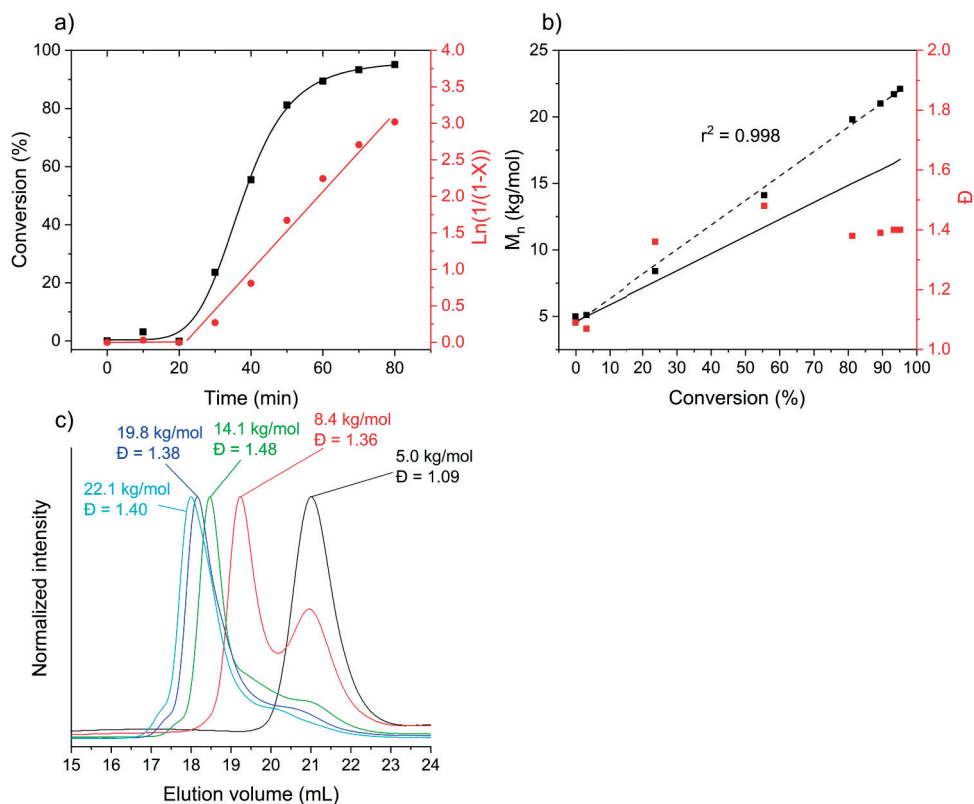 a)
100
80
60
40
20
0
Conversion (%)
0 20 40 60 80
Time (min)
4.0
3.5
3.0
2.5
2.0
1.5
1.0
0.5
0.0
Ln(1/(1-X))
b)
25
20
15
10
5
Mn (kg/mol)
r² = 0.998
0 10 20 30 40 50 60 70 80 90 100
Conversion (%)
2.0
1.8
1.6
1.4
1.2
1.0
Đ
c)
19.8 kg/mol
Đ = 1.38
14.1 kg/mol
Đ = 1.48
8.4 kg/mol
Đ = 1.36
5.0 kg/mol
Đ = 1.09
22.1 kg/mol
Đ = 1.40
Normalized intensity
15 16 17 18 19 20 21 22 23 24
Elution volume (mL)